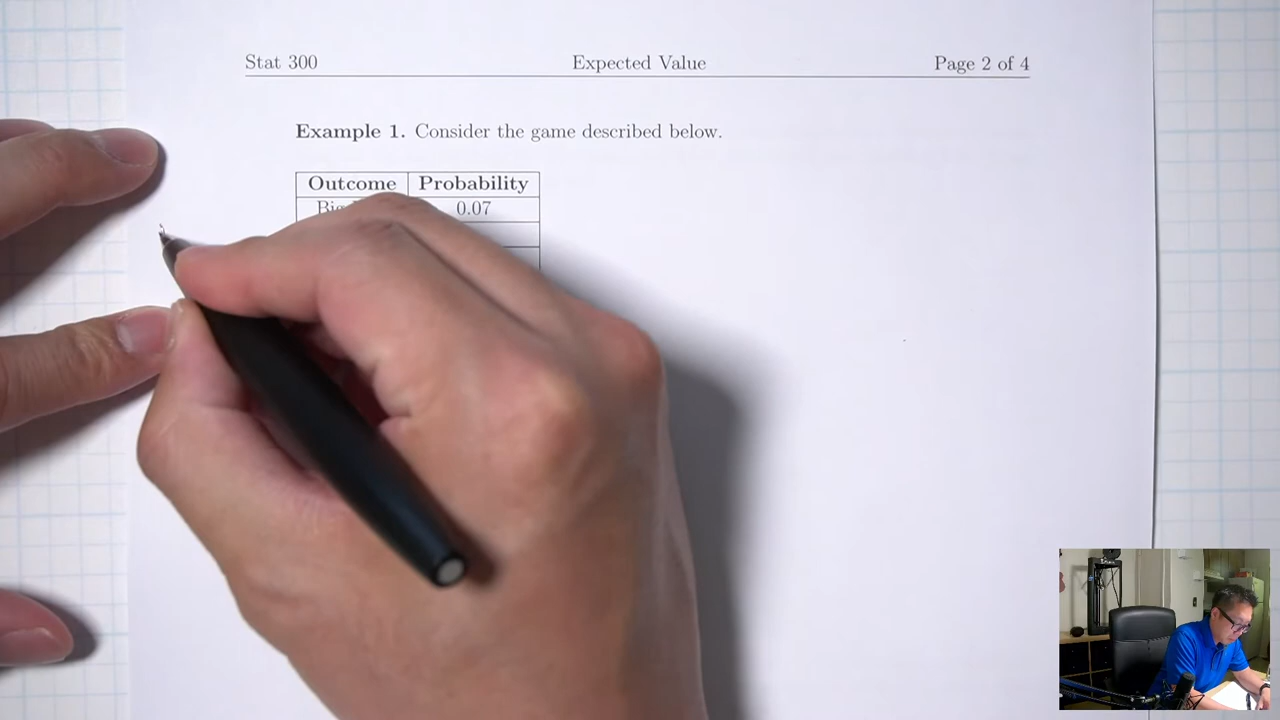 Stat 300 Expected Value Page 2 of 4
Example 1. Consider the game described below.
Outcome Probability
0.07